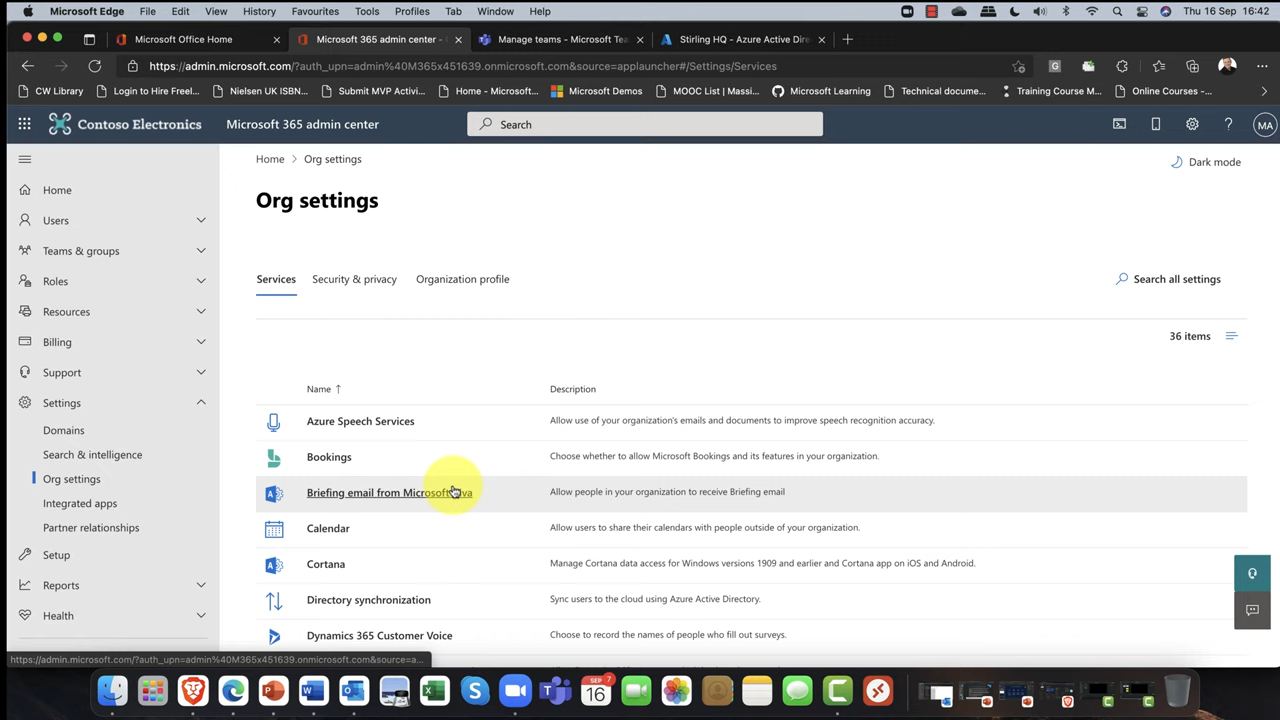 Microsoft Edge File Edit View History Favourites Tools Profiles Tab Window Help Thu 16 Sep 16:42
Microsoft Office Home Microsoft 365 admin center - Manage teams - Microsoft Tea Stirling HQ - Azure Active Dire
https://admin.microsoft.com/?auth_upn=admin%40M365x451639.onmicrosoft.com&source=applauncher#/Settings/Services
CW Library Login to Hire Freel... Nielsen UK ISBN... Submit MVP Activi... Home - Microsoft... Microsoft Demos MOOC List | Massi... Microsoft Learning Technical docume... Training Course M... Online Courses -...
Contoso Electronics Microsoft 365 admin center Search MA
Home > Org settings Dark mode
Org settings
Services Security & privacy Organization profile Search all settings
36 items
Name ↑ Description
Azure Speech Services Allow use of your organization's emails and documents to improve speech recognition accuracy.
Bookings Choose whether to allow Microsoft Bookings and its features in your organization.
Briefing email from Microsoft Allow people in your organization to receive Briefing email
Calendar Allow users to share their calendars with people outside of your organization.
Cortana Manage Cortana data access for Windows versions 1909 and earlier and Cortana app on iOS and Android.
Directory synchronization Sync users to the cloud using Azure Active Directory.
Dynamics 365 Customer Voice Choose to record the names of people who fill out surveys.
Home
Users
Teams & groups
Roles
Resources
Billing
Support
Settings
Domains
Search & intelligence
Org settings
Integrated apps
Partner relationships
Setup
Reports
Health
https://admin.microsoft.com/?auth_upn=admin%40M365x451639.onmicrosoft.com&source=a...
SEP 7
16